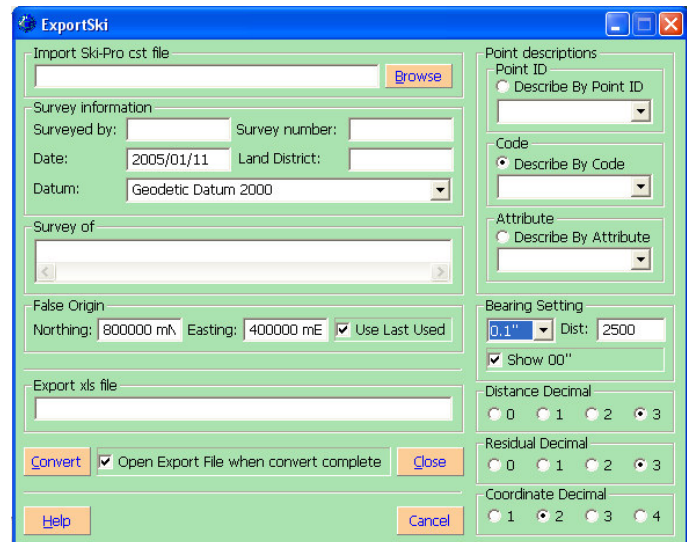 ExportSki
Import Ski-Pro cst file
Browse
Survey information
Surveyed by:
Survey number:
Date: 2005/01/11
Land District:
Datum: Geodetic Datum 2000
Survey of
False Origin
Northing: 800000 mN Easting: 400000 mE Use Last Used
Export xls file
Convert Open Export File when convert complete Close
Help Cancel
Point descriptions
Point ID
Describe By Point ID
Code
Describe By Code
Attribute
Describe By Attribute
Bearing Setting
0.1" Dist: 2500
Show 00"
Distance Decimal
0 1 2 3
Residual Decimal
0 1 2 3
Coordinate Decimal
1 2 3 4